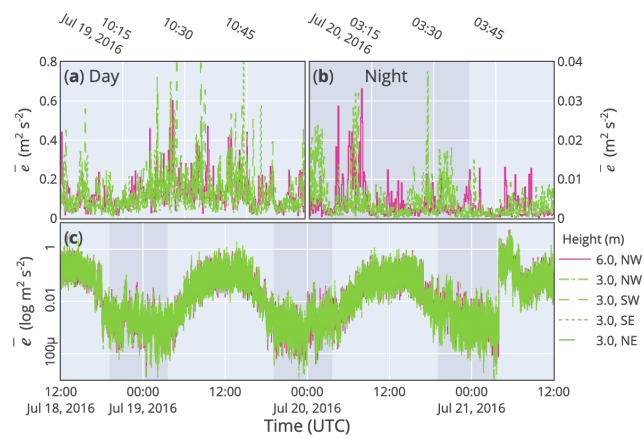 10:15 10:30 10:45 03:15 03:30 03:45
Jul 19, 2016 Jul 20, 2016
0.8 (a) Day (b) Night 0.04
0.6 0.03
0.4 0.02
0.2 0.01
0 0
e̅ (m² s⁻²) e̅ (m² s⁻²)
(c)
1
0.01
100µ
e̅ (log m² s⁻²)
Height (m)
6.0, NW
3.0, NW
3.0, SW
3.0, SE
3.0, NE
12:00 00:00 12:00 00:00 12:00 00:00 12:00
Jul 18, 2016 Jul 19, 2016 Jul 20, 2016 Jul 21, 2016
Time (UTC)